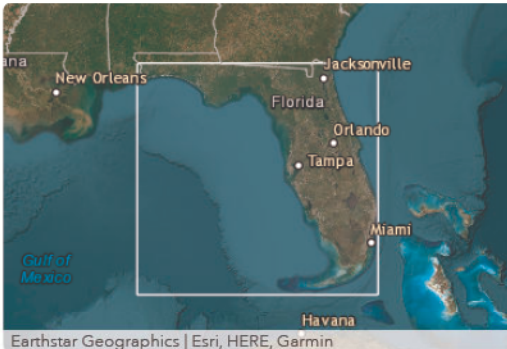 ana
New Orleans
Jacksonville
Florida
Orlando
Tampa
Miami
Gulf of
Mexico
Havana
Earthstar Geographics | Esri, HERE, Garmin